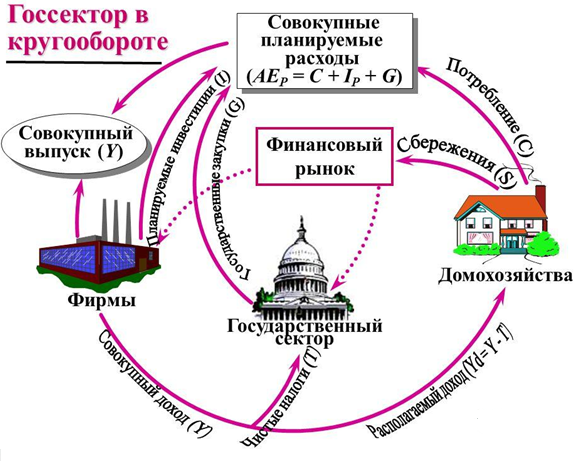 Госсектор в
кругообороте
Совокупные
планируемые
расходы
(AEP = C + IP + G)
Потребление (C)
Совокупный
выпуск (Y)
Планируемые инвестиции (I)
Государственные закупки (G)
Финансовый
рынок
Сбережения (S)
Фирмы
Государственный
сектор
Домохозяйства
Совокупный доход (Y)
Чистые налоги (T)
Располагаемый доход (Yd = Y - T)